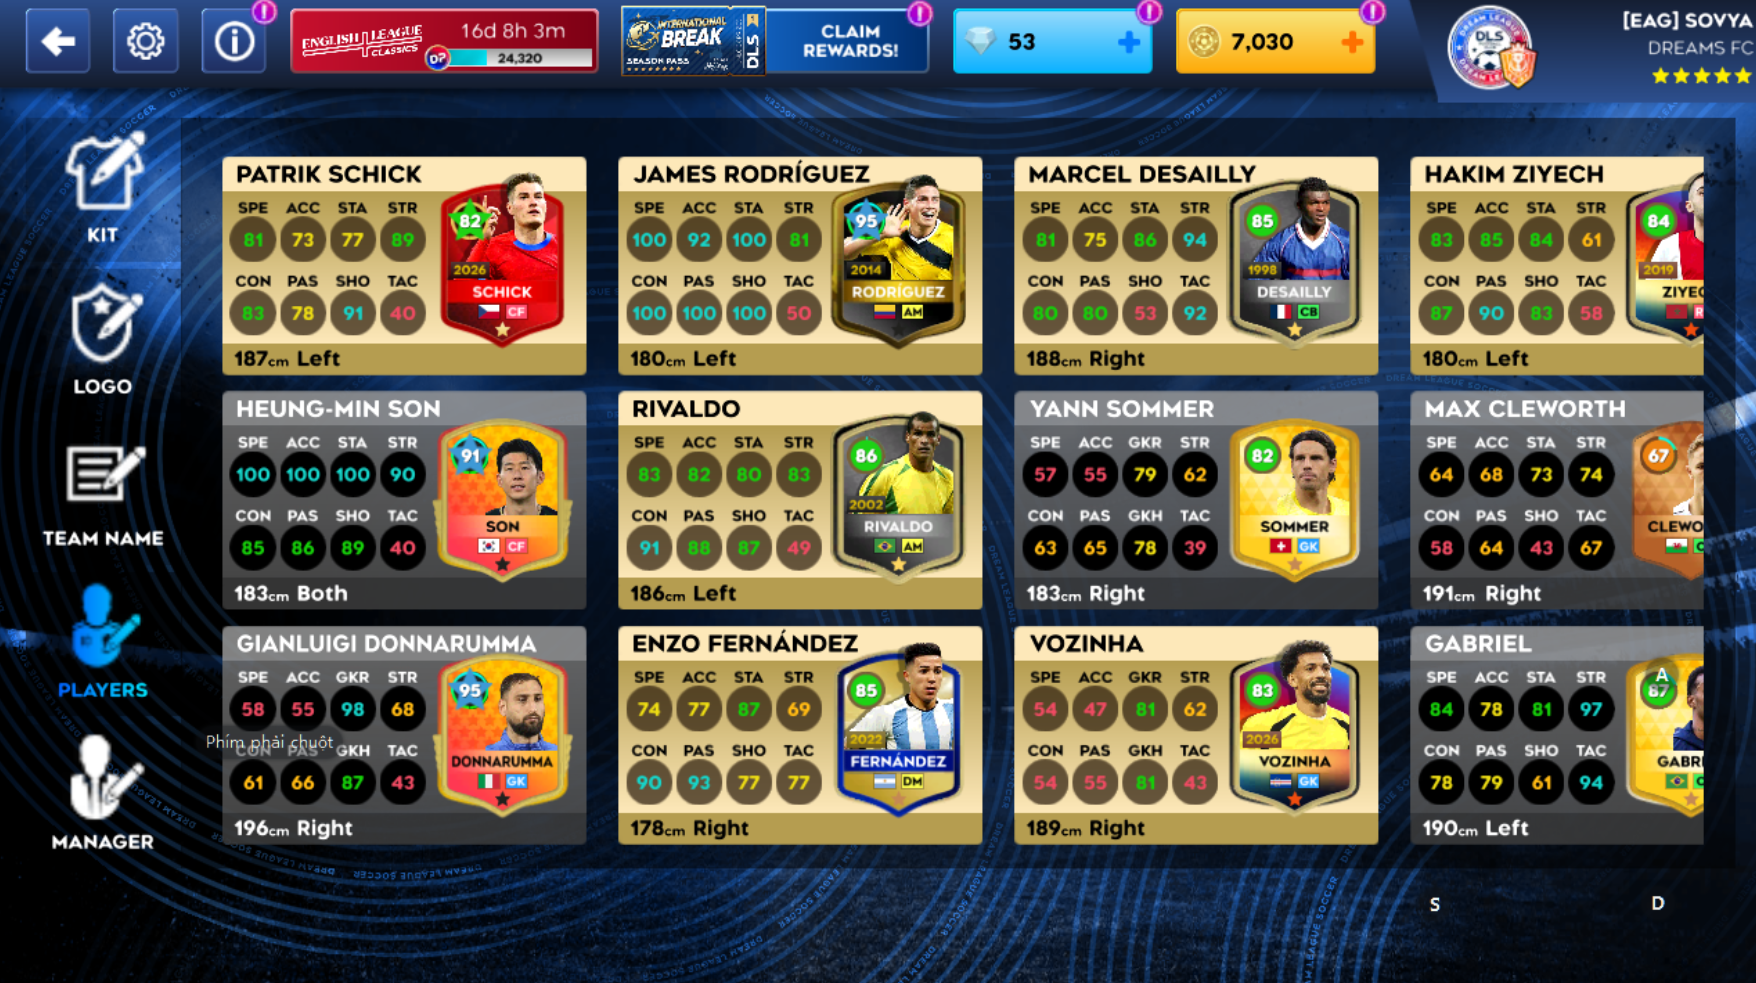 ENGLISH LEAGUE
CLASSICS
16d 8h 3m
DP
24,320
INTERNATIONAL
BREAK
SEASON PASS
DLS
CLAIM
REWARDS!
53
7,030
DREAM LEAGUE
DLS
[EAG] SOVYA
DREAMS FC
KIT
LOGO
TEAM NAME
PLAYERS
MANAGER
PATRIK SCHICK
SPE ACC STA STR
81 73 77 89
CON PAS SHO TAC
83 78 91 40
187cm Left
82
2026
SCHICK
CF
JAMES RODRÍGUEZ
SPE ACC STA STR
100 92 100 81
CON PAS SHO TAC
100 100 100 50
180cm Left
95
2014
RODRÍGUEZ
AM
MARCEL DESAILLY
SPE ACC STA STR
81 75 86 94
CON PAS SHO TAC
80 80 53 92
188cm Right
85
1998
DESAILLY
CB
HAKIM ZIYECH
SPE ACC STA STR
83 85 84 61
CON PAS SHO TAC
87 90 83 58
180cm Left
84
2019
ZIYEC
R
HEUNG-MIN SON
SPE ACC STA STR
100 100 100 90
CON PAS SHO TAC
85 86 89 40
183cm Both
91
SON
CF
RIVALDO
SPE ACC STA STR
83 82 80 83
CON PAS SHO TAC
91 88 87 49
186cm Left
86
2002
RIVALDO
AM
YANN SOMMER
SPE ACC GKR STR
57 55 79 62
CON PAS GKH TAC
63 65 78 39
183cm Right
82
SOMMER
GK
MAX CLEWORTH
SPE ACC STA STR
64 68 73 74
CON PAS SHO TAC
58 64 43 67
191cm Right
67
CLEWO
C
GIANLUIGI DONNARUMMA
SPE ACC GKR STR
58 55 98 68
Phím phải chuột
CON PAS GKH TAC
61 66 87 43
196cm Right
95
DONNARUMMA
GK
ENZO FERNÁNDEZ
SPE ACC STA STR
74 77 87 69
CON PAS SHO TAC
90 93 77 77
178cm Right
85
2022
FERNÁNDEZ
DM
VOZINHA
SPE ACC GKR STR
54 47 81 62
CON PAS GKH TAC
54 55 81 43
189cm Right
83
2026
VOZINHA
GK
GABRIEL
SPE ACC STA STR
84 78 81 97
CON PAS SHO TAC
78 79 61 94
190cm Left
A
87
GABRI
C
S
D